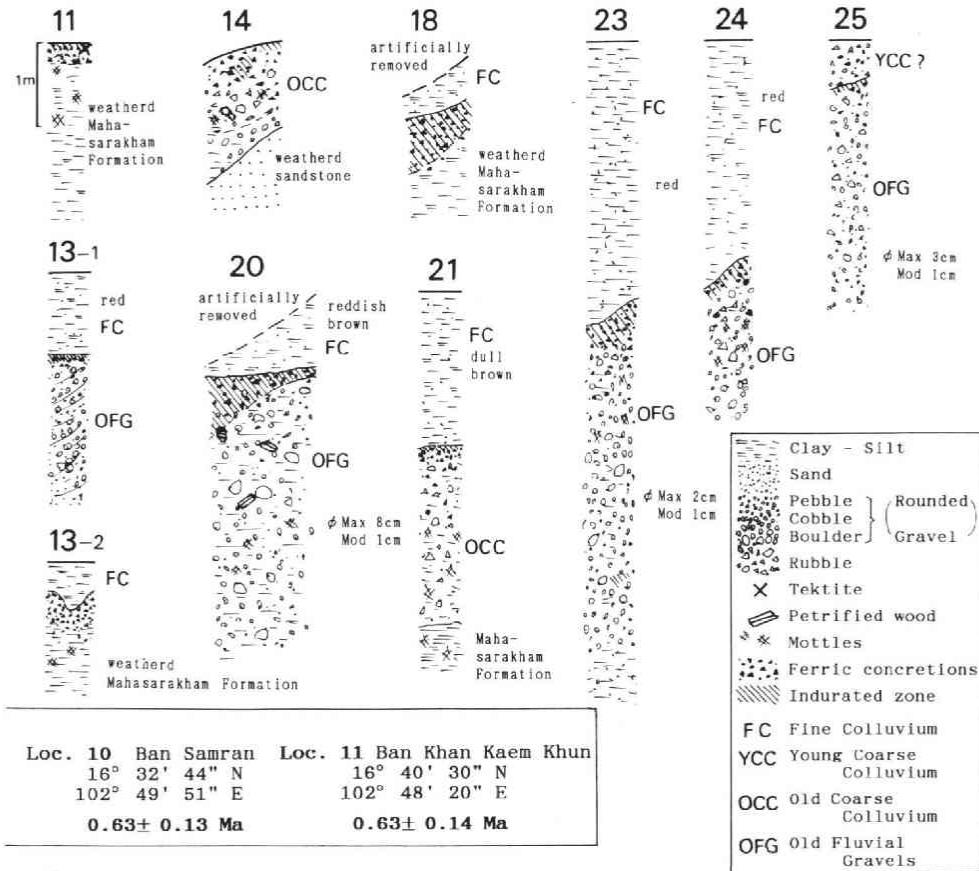 11
1m
weatherd
Maha-
sarakham
Formation
14
OCC
weatherd
sandstone
18
artificially
removed
FC
weatherd
Maha-
sarakham
Formation
23
FC
red
OFG
φ Max 2cm
Mod 1cm
24
red
FC
OFG
25
YCC ?
OFG
φ Max 3cm
Mod 1cm
13-1
red
FC
OFG
20
artificially
removed
reddish
brown
FC
OFG
φ Max 8cm
Mod 1cm
21
FC
dull
brown
OCC
Maha-
sarakham
Formation
13-2
FC
weatherd
Mahasarakham Formation
Clay - Silt
Sand
Pebble
Cobble
Boulder
(Rounded
Gravel)
Rubble
Tektite
Petrified wood
Mottles
Ferric concretions
Indurated zone
FC Fine Colluvium
YCC Young Coarse
Colluvium
OCC Old Coarse
Colluvium
OFG Old Fluvial
Gravels
Loc. 10 Ban Samran
16° 32' 44" N
102° 49' 51" E
0.63± 0.13 Ma
Loc. 11 Ban Khan Kaem Khun
16° 40' 30" N
102° 48' 20" E
0.63± 0.14 Ma